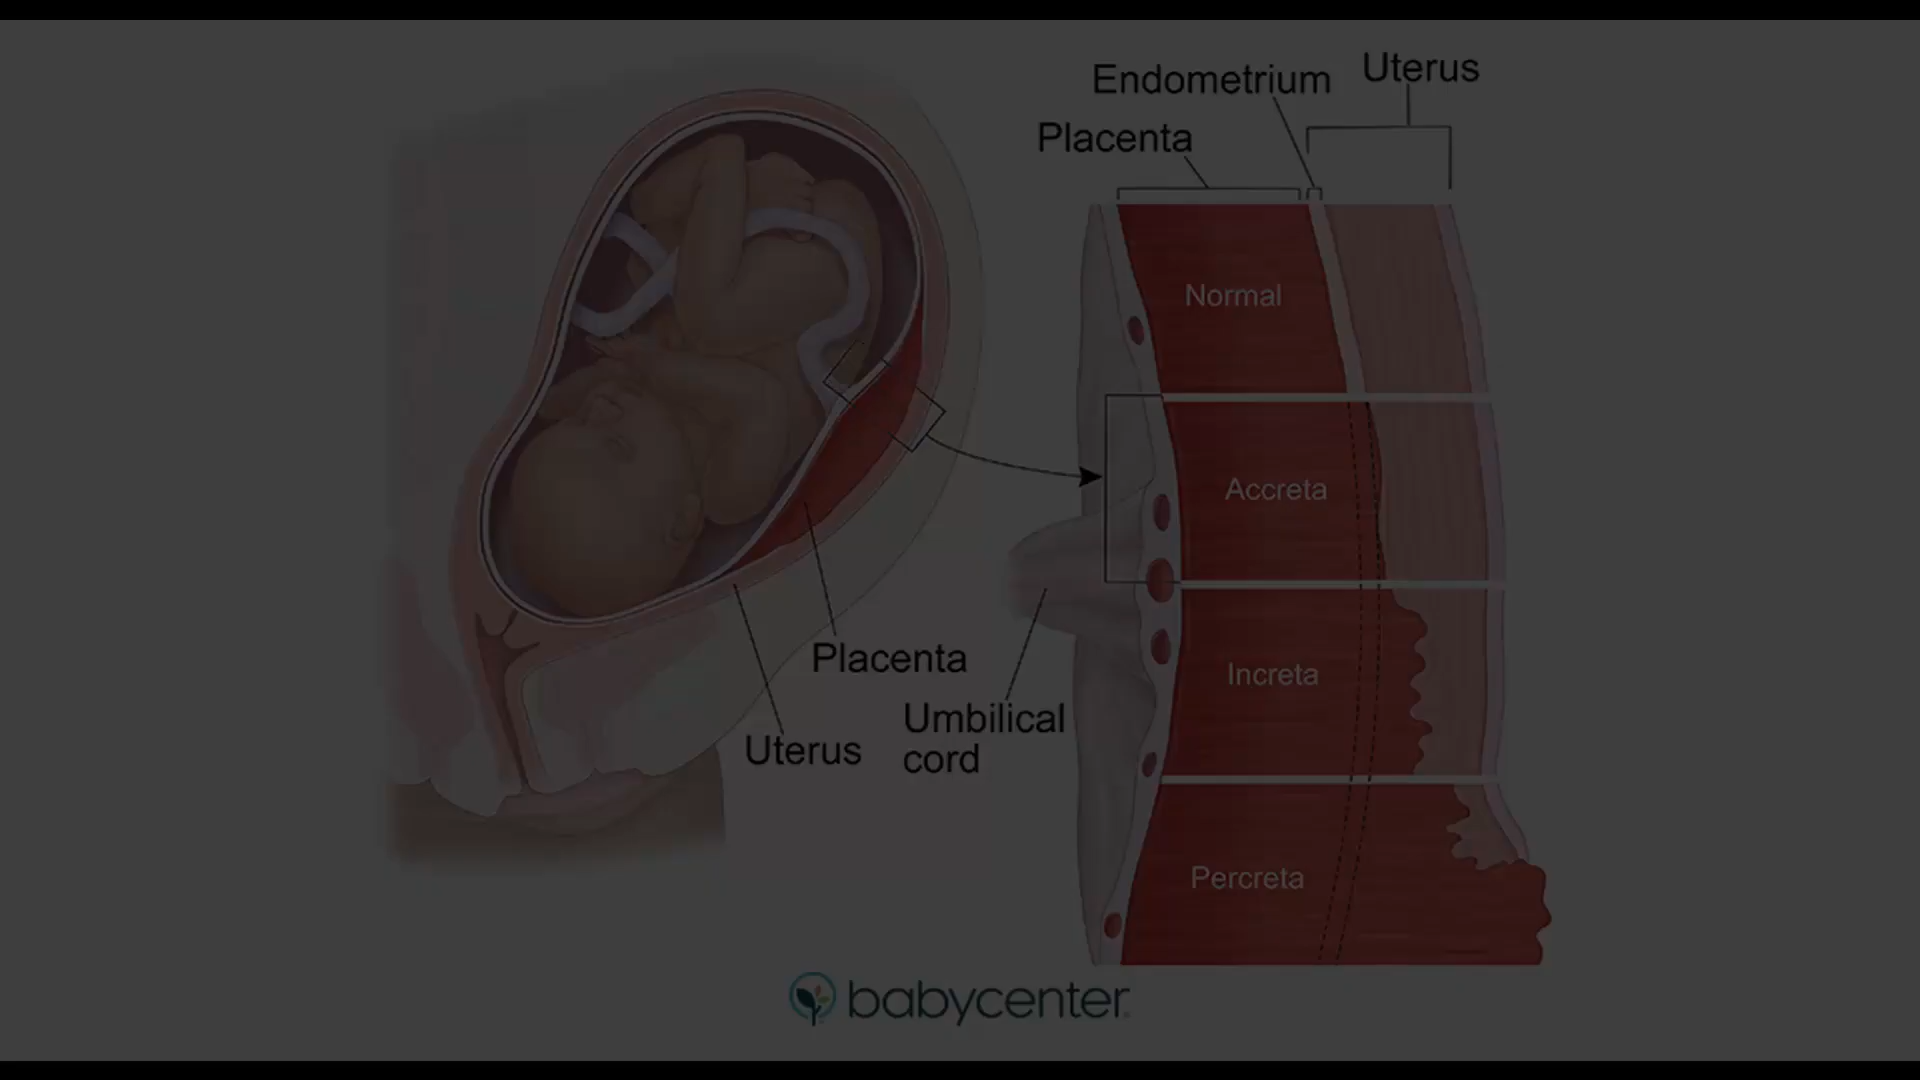 Endometrium
Uterus
Placenta
Normal
Accreta
Increta
Percreta
Placenta
Uterus
Umbilical
cord
babycenter